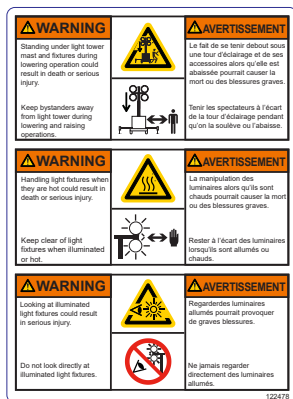 WARNING
Standing under light tower
mast and fixtures during
lowering operation could
result in death or serious
injury.
Keep bystanders away
from light tower during
lowering and raising
operations.
AVERTISSEMENT
Le fait de se tenir debout sous
une tour d'éclairage et de ses
accessoires alors qu'elle est
abaissée pourrait causer la
mort ou des blessures graves.
Tenir les spectateurs à l'écart
de la tour d'éclairage pendant
qu'on la soulève ou l'abaisse.
WARNING
Handling light fixtures when
they are hot could result in
death or serious injury.
Keep clear of light
fixtures when illuminated
or hot.
AVERTISSEMENT
La manipulation des
luminaires alors qu'ils sont
chauds pourrait causer la mort
ou des blessures graves.
Rester à l'écart des luminaires
lorsqu'ils sont allumés ou
chauds.
WARNING
Looking at illuminated
light fixtures could result
in serious injury.
Do not look directly at
illuminated light fixtures.
AVERTISSEMENT
Regarderdes luminaires
allumés pourrait provoquer
de graves blessures.
Ne jamais regarder
directement des luminaires
allumés.
122478